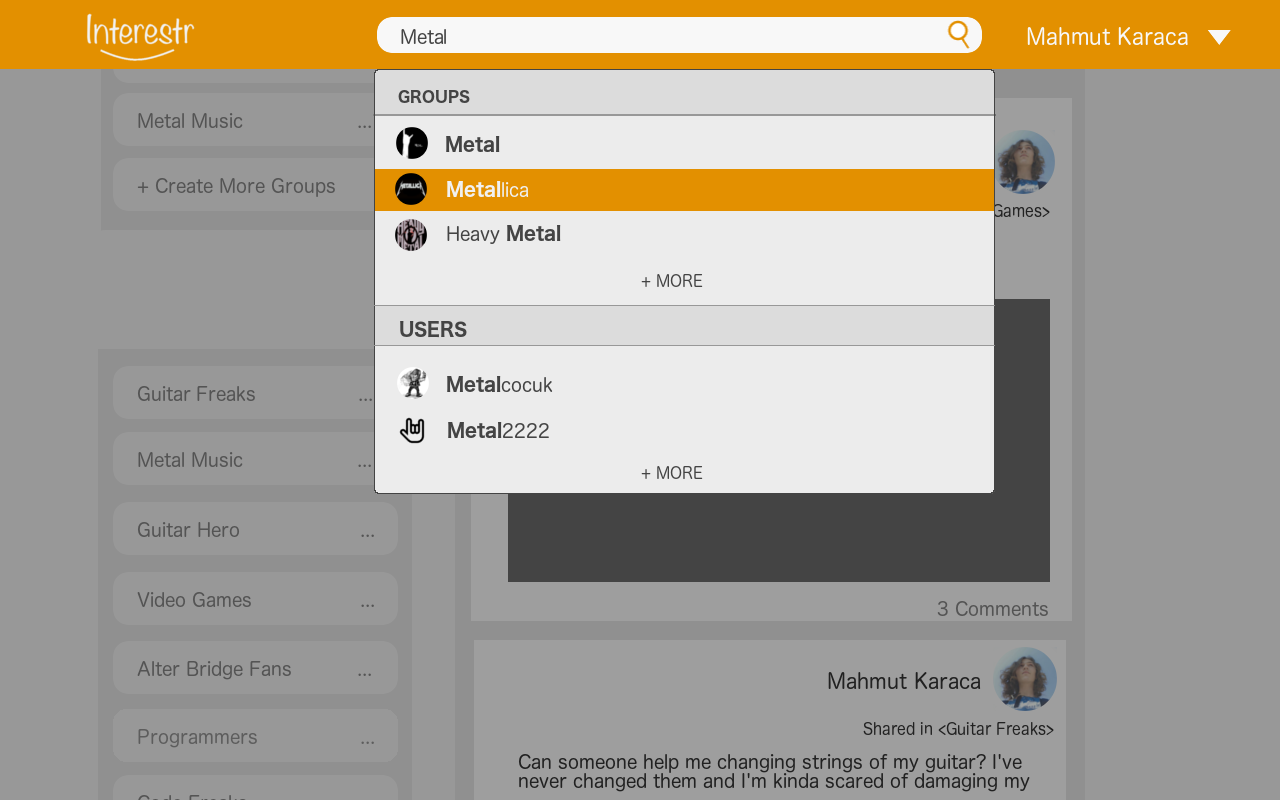 Interestr
Metal
Mahmut Karaca
GROUPS
Metal
METALLICA
Metallica
Heavy Metal
+ MORE
USERS
Metalcocuk
Metal2222
+ MORE
Metal Music ...
+ Create More Groups
Guitar Freaks ...
Metal Music ...
Guitar Hero ...
Video Games ...
Alter Bridge Fans ...
Programmers ...
Code Freaks
Games>
3 Comments
Mahmut Karaca
Shared in <Guitar Freaks>
Can someone help me changing strings of my guitar? I've
never changed them and I'm kinda scared of damaging my